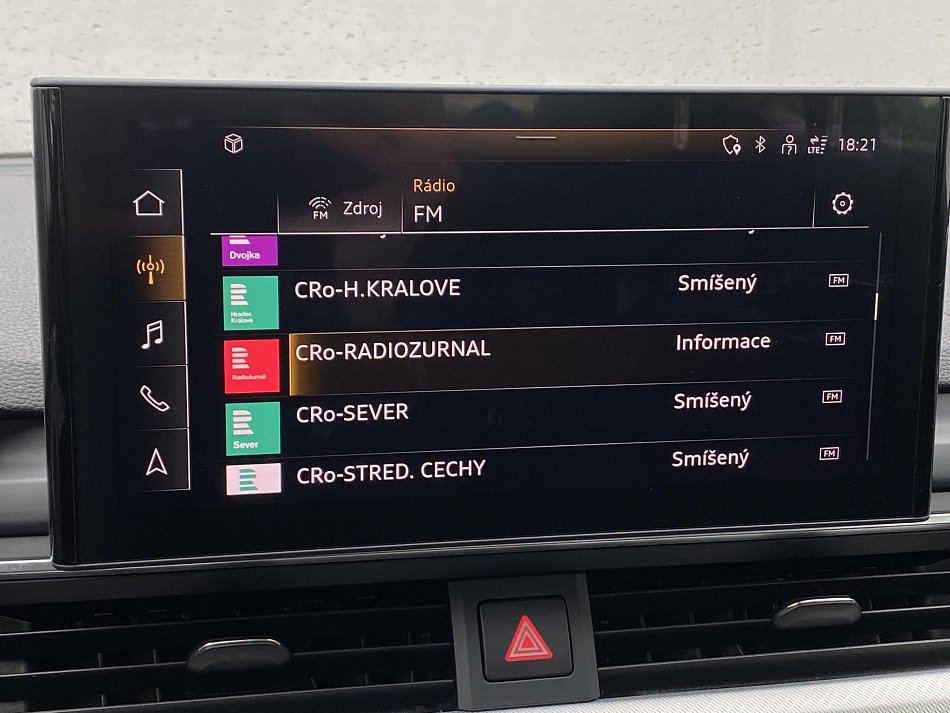 LTE 18:21
Rádio
FM Zdroj FM
Dvojka
CRo-H.KRALOVE Smíšený FM
Hradec
Králové
CRo-RADIOZURNAL Informace FM
Radiožurnál
CRo-SEVER Smíšený FM
Sever
CRo-STRED. CECHY Smíšený FM